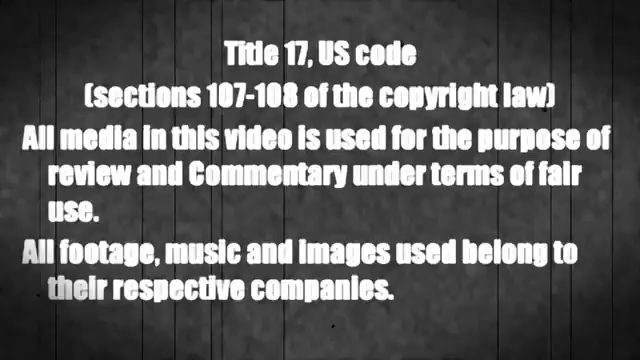 Title 17, US code
(sections 107-108 of the copyright law)
All media in this video is used for the purpose of
review and Commentary under terms of fair
use.
All footage, music and images used belong to
their respective companies.